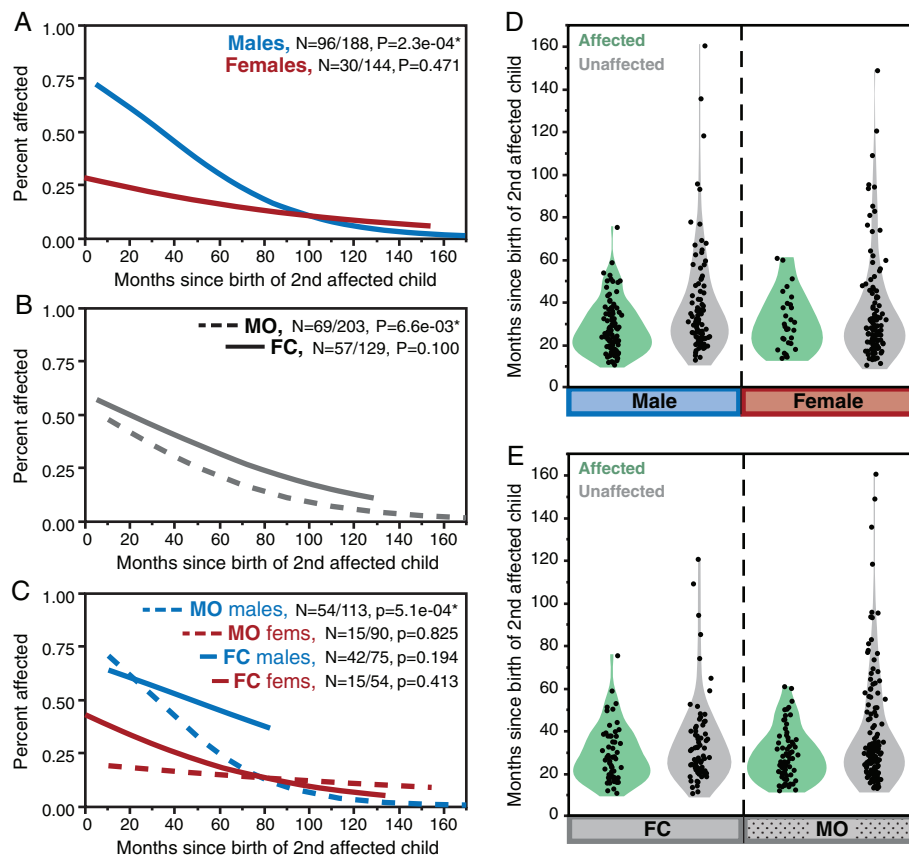 A
Percent affected
1.00
0.75
0.50
0.25
0.00
Males, N=96/188, P=2.3e-04*
Females, N=30/144, P=0.471
0 20 40 60 80 100 120 140 160
Months since birth of 2nd affected child
B
Percent affected
1.00
0.75
0.50
0.25
0.00
MO, N=69/203, P=6.6e-03*
FC, N=57/129, P=0.100
0 20 40 60 80 100 120 140 160
Months since birth of 2nd affected child
C
Percent affected
1.00
0.75
0.50
0.25
0.00
MO males, N=54/113, p=5.1e-04*
MO fems, N=15/90, p=0.825
FC males, N=42/75, p=0.194
FC fems, N=15/54, p=0.413
0 20 40 60 80 100 120 140 160
Months since birth of 2nd affected child
D
Months since birth of 2nd affected child
160
140
120
100
80
60
40
20
0
Affected
Unaffected
Male Female
E
Months since birth of 2nd affected child
160
140
120
100
80
60
40
20
0
Affected
Unaffected
FC MO